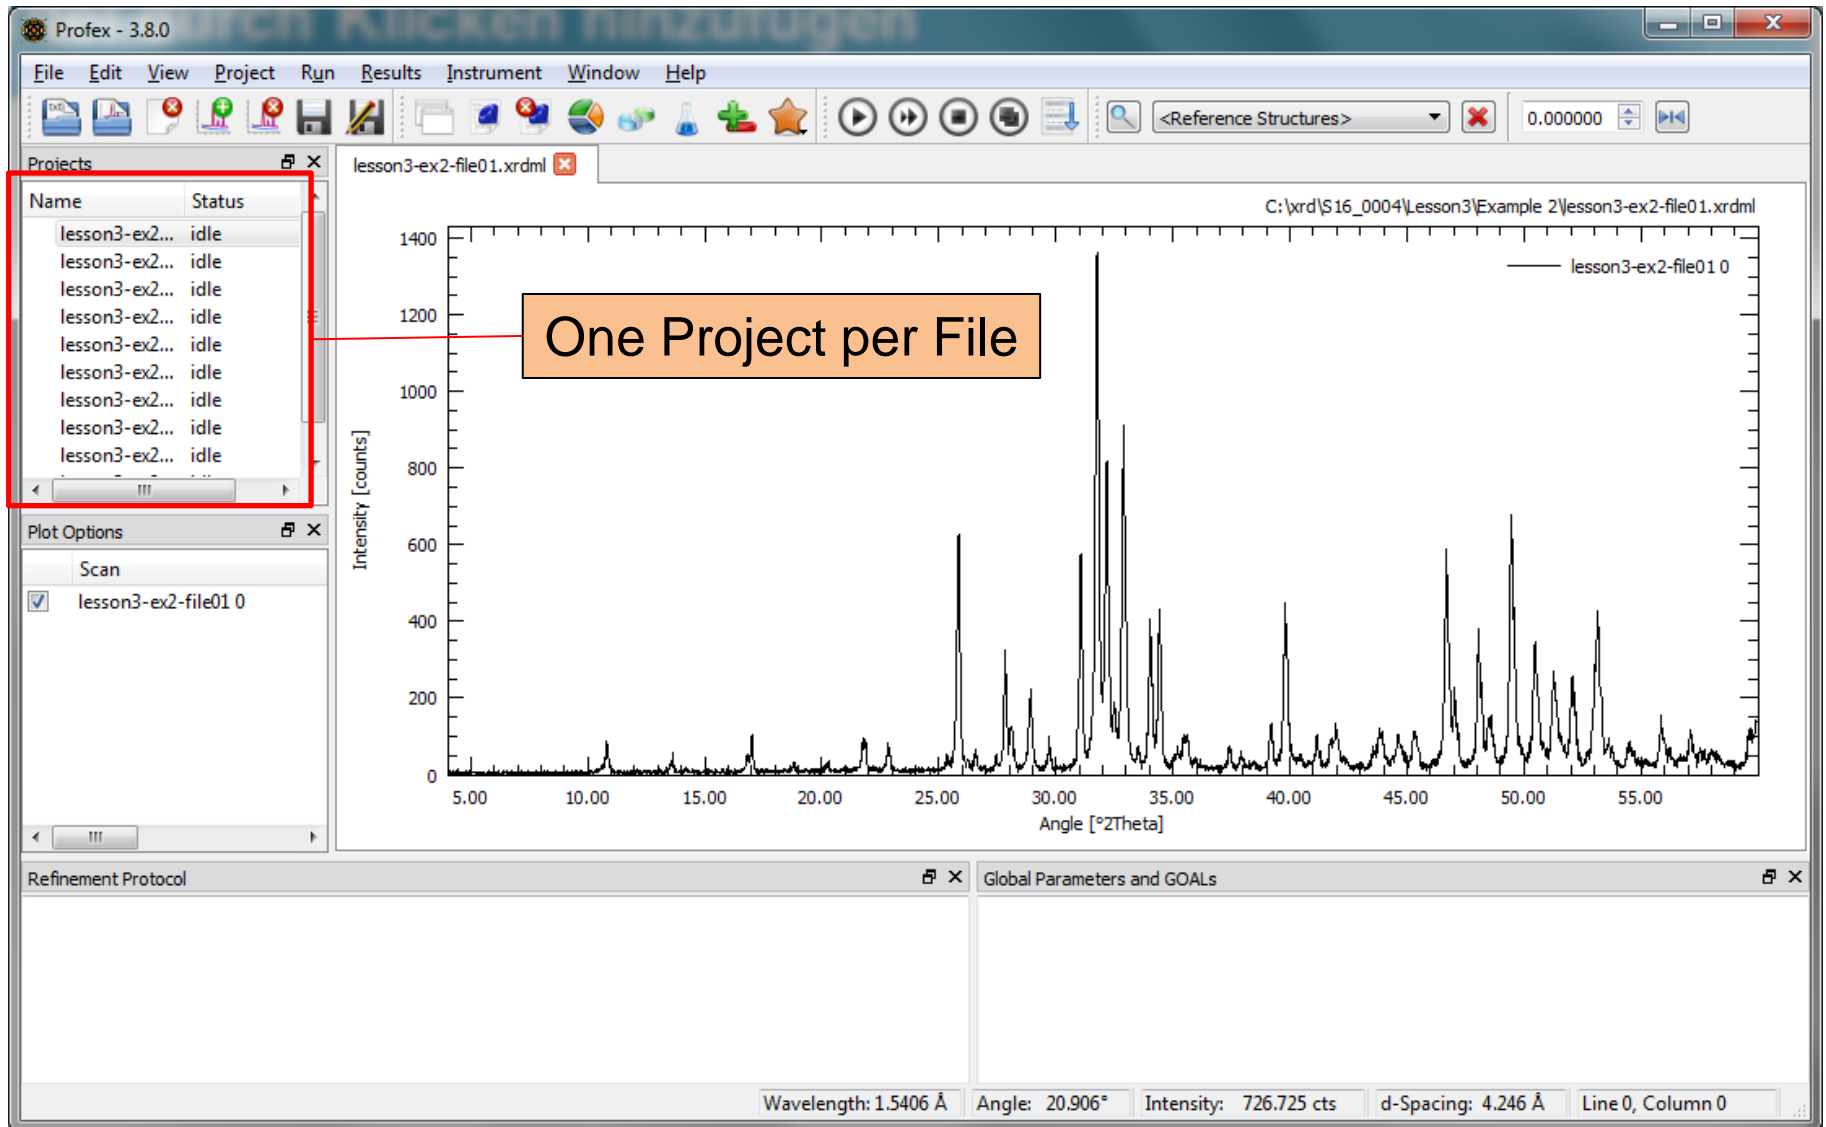 durch Klicken hinzufügen
Profex - 3.8.0
File Edit View Project Run Results Instrument Window Help
<Reference Structures> 0.000000
Projects
lesson3-ex2-file01.xrdml
Name Status
lesson3-ex2... idle
lesson3-ex2... idle
lesson3-ex2... idle
lesson3-ex2... idle
lesson3-ex2... idle
lesson3-ex2... idle
lesson3-ex2... idle
lesson3-ex2... idle
lesson3-ex2... idle
Plot Options
Scan
lesson3-ex2-file01 0
C:\xrd\S16_0004\Lesson3\Example 2\lesson3-ex2-file01.xrdml
lesson3-ex2-file01 0
One Project per File
1400
1200
1000
800
600
400
200
0
Intensity [counts]
5.00 10.00 15.00 20.00 25.00 30.00 35.00 40.00 45.00 50.00 55.00
Angle [°2Theta]
Refinement Protocol
Global Parameters and GOALs
Wavelength: 1.5406 Å Angle: 20.906° Intensity: 726.725 cts d-Spacing: 4.246 Å Line 0, Column 0